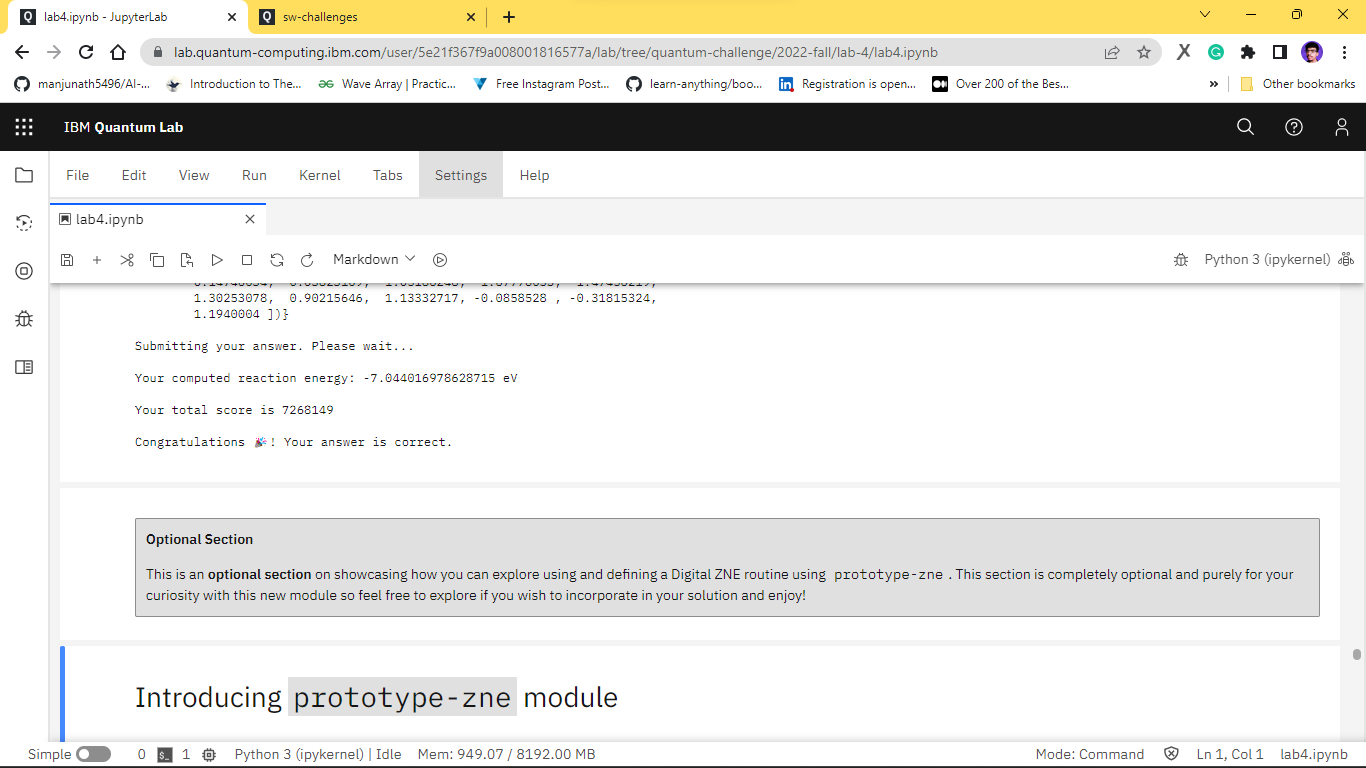 lab4.ipynb - JupyterLab
sw-challenges
lab.quantum-computing.ibm.com/user/5e21f367f9a008001816577a/lab/tree/quantum-challenge/2022-fall/lab-4/lab4.ipynb
manjunath5496/AI-... Introduction to The... Wave Array | Practic... Free Instagram Post... learn-anything/boo... Registration is open... Over 200 of the Bes... » Other bookmarks
IBM Quantum Lab
File Edit View Run Kernel Tabs Settings Help
lab4.ipynb
Markdown Python 3 (ipykernel)
1.30253078, 0.90215646, 1.13332717, -0.0858528 , -0.31815324,
1.1940004 ])}
Submitting your answer. Please wait...
Your computed reaction energy: -7.044016978628715 eV
Your total score is 7268149
Congratulations 🎉! Your answer is correct.
Optional Section
This is an optional section on showcasing how you can explore using and defining a Digital ZNE routine using prototype-zne . This section is completely optional and purely for your
curiosity with this new module so feel free to explore if you wish to incorporate in your solution and enjoy!
Introducing prototype-zne module
Simple 0 1 Python 3 (ipykernel) | Idle Mem: 949.07 / 8192.00 MB Mode: Command Ln 1, Col 1 lab4.ipynb